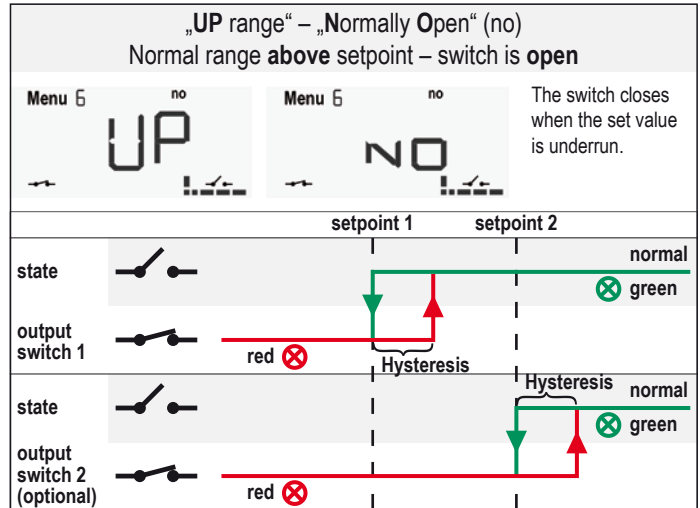 „UP range“ – „Normally Open“ (no)
Normal range above setpoint – switch is open
Menu 6 no
UP
Menu 6 no
NO
The switch closes
when the set value
is underrun.
setpoint 1 setpoint 2
state
normal
green
output
switch 1
red
Hysteresis
Hysteresis
state
normal
green
output
switch 2
(optional)
red